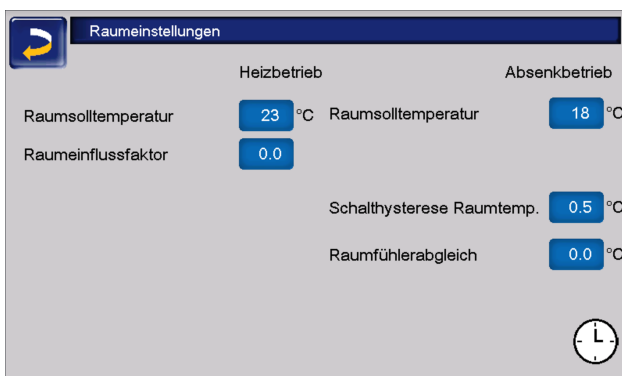 Raumeinstellungen
Heizbetrieb Absenkbetrieb
Raumsolltemperatur 23 °C Raumsolltemperatur 18 °C
Raumeinflussfaktor 0.0
Schalthysterese Raumtemp. 0.5 °C
Raumfühlerabgleich 0.0 °C